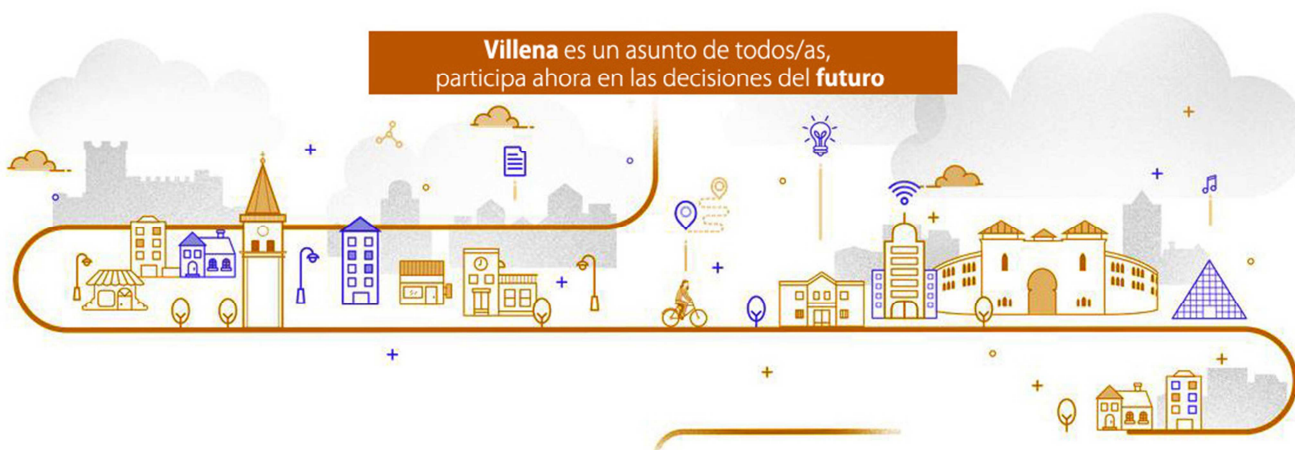 Villena es un asunto de todos/as,
participa ahora en las decisiones del futuro